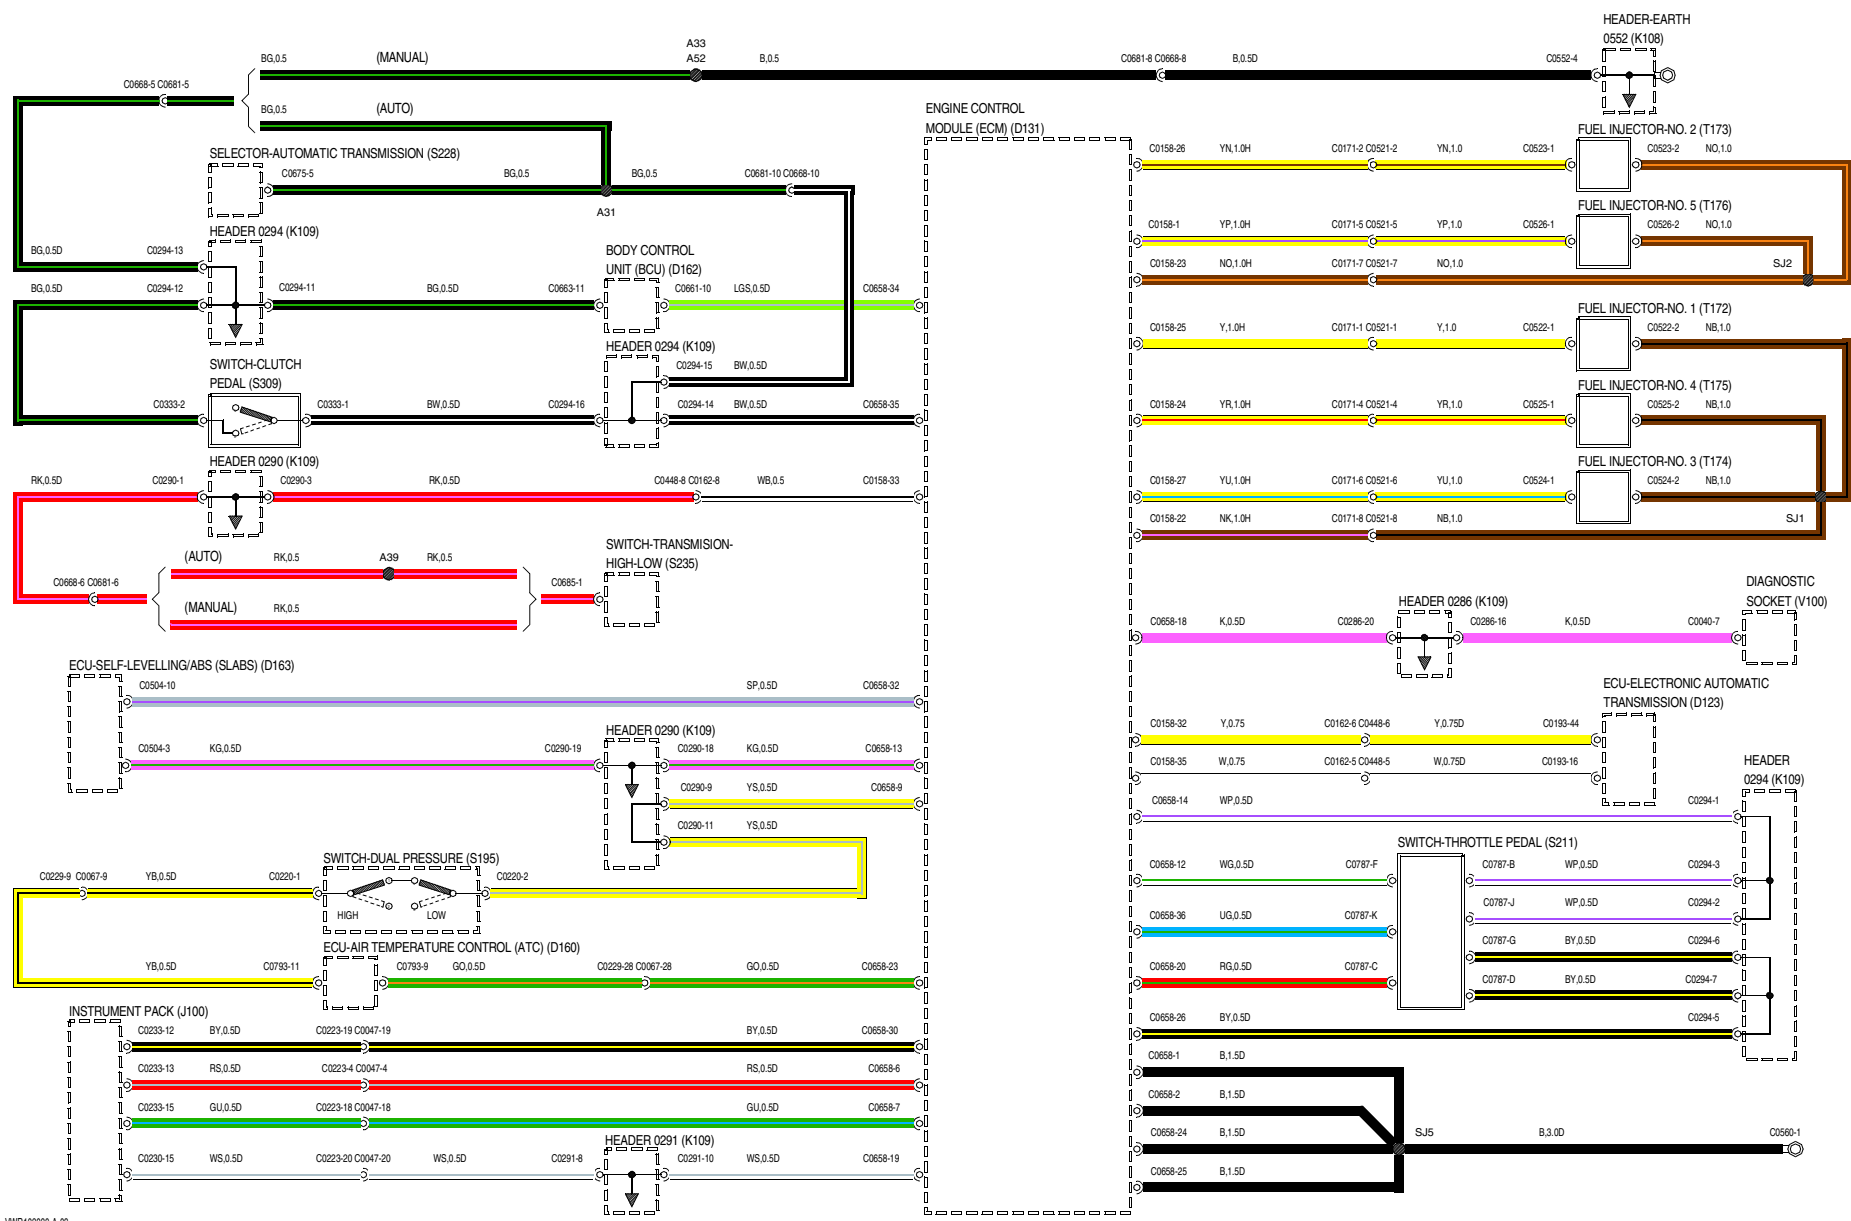 HEADER-EARTH
0552 (K108)
A33
A52
BG,0.5
(MANUAL)
B,0.5
C0681-8 C0668-8
B,0.5D
C0552-4
C0668-5 C0681-5
BG,0.5
(AUTO)
ENGINE CONTROL
MODULE (ECM) (D131)
FUEL INJECTOR-NO. 2 (T173)
C0158-26
YN,1.0H
C0171-2 C0521-2
YN,1.0
C0523-1
C0523-2
NO,1.0
SELECTOR-AUTOMATIC TRANSMISSION (S228)
C0675-5
BG,0.5
BG,0.5
C0681-10 C0668-10
A31
FUEL INJECTOR-NO. 5 (T176)
C0158-1
YP,1.0H
C0171-5 C0521-5
YP,1.0
C0526-1
C0526-2
NO,1.0
HEADER 0294 (K109)
BG,0.5D
C0294-13
BODY CONTROL
UNIT (BCU) (D162)
C0158-23
NO,1.0H
C0171-7 C0521-7
NO,1.0
SJ2
BG,0.5D
C0294-12
C0294-11
BG,0.5D
C0663-11
C0661-10
LGS,0.5D
C0658-34
FUEL INJECTOR-NO. 1 (T172)
C0158-25
Y,1.0H
C0171-1 C0521-1
Y,1.0
C0522-1
C0522-2
NB,1.0
HEADER 0294 (K109)
C0294-15
BW,0.5D
SWITCH-CLUTCH
PEDAL (S309)
FUEL INJECTOR-NO. 4 (T175)
C0333-2
C0333-1
BW,0.5D
C0294-16
C0294-14
BW,0.5D
C0658-35
C0158-24
YR,1.0H
C0171-4 C0521-4
YR,1.0
C0525-1
C0525-2
NB,1.0
HEADER 0290 (K109)
FUEL INJECTOR-NO. 3 (T174)
RK,0.5D
C0290-1
C0290-3
RK,0.5D
C0448-8 C0162-8
WB,0.5
C0158-33
C0158-27
YU,1.0H
C0171-6 C0521-6
YU,1.0
C0524-1
C0524-2
NB,1.0
C0158-22
NK,1.0H
C0171-8 C0521-8
NB,1.0
SJ1
SWITCH-TRANSMISION-
HIGH-LOW (S235)
(AUTO)
RK,0.5
A39
RK,0.5
C0668-6 C0681-6
C0685-1
(MANUAL)
RK,0.5
DIAGNOSTIC
SOCKET (V100)
HEADER 0286 (K109)
C0658-18
K,0.5D
C0286-20
C0286-16
K,0.5D
C0040-7
ECU-SELF-LEVELLING/ABS (SLABS) (D163)
C0504-10
SP,0.5D
C0658-32
ECU-ELECTRONIC AUTOMATIC
TRANSMISSION (D123)
HEADER 0290 (K109)
C0158-32
Y,0.75
C0162-6 C0448-6
Y,0.75D
C0193-44
C0504-3
KG,0.5D
C0290-19
C0290-18
KG,0.5D
C0658-13
C0158-35
W,0.75
C0162-5 C0448-5
W,0.75D
C0193-16
HEADER
0294 (K109)
C0290-9
YS,0.5D
C0658-9
C0658-14
WP,0.5D
C0294-1
C0290-11
YS,0.5D
SWITCH-THROTTLE PEDAL (S211)
SWITCH-DUAL PRESSURE (S195)
C0658-12
WG,0.5D
C0787-F
C0787-B
WP,0.5D
C0294-3
C0229-9 C0067-9
YB,0.5D
C0220-1
C0220-2
HIGH
LOW
C0658-36
UG,0.5D
C0787-K
C0787-J
WP,0.5D
C0294-2
ECU-AIR TEMPERATURE CONTROL (ATC) (D160)
C0787-G
BY,0.5D
C0294-6
YB,0.5D
C0793-11
C0793-9
GO,0.5D
C0229-28 C0067-28
GO,0.5D
C0658-23
C0658-20
RG,0.5D
C0787-C
C0787-D
BY,0.5D
C0294-7
INSTRUMENT PACK (J100)
C0658-26
BY,0.5D
C0294-5
C0233-12
BY,0.5D
C0223-19 C0047-19
BY,0.5D
C0658-30
C0658-1
B,1.5D
C0233-13
RS,0.5D
C0223-4 C0047-4
RS,0.5D
C0658-6
C0658-2
B,1.5D
C0233-15
GU,0.5D
C0223-18 C0047-18
GU,0.5D
C0658-7
C0658-24
B,1.5D
SJ5
B,3.0D
C0560-1
HEADER 0291 (K109)
C0230-15
WS,0.5D
C0223-20 C0047-20
WS,0.5D
C0291-8
C0291-10
WS,0.5D
C0658-19
C0658-25
B,1.5D